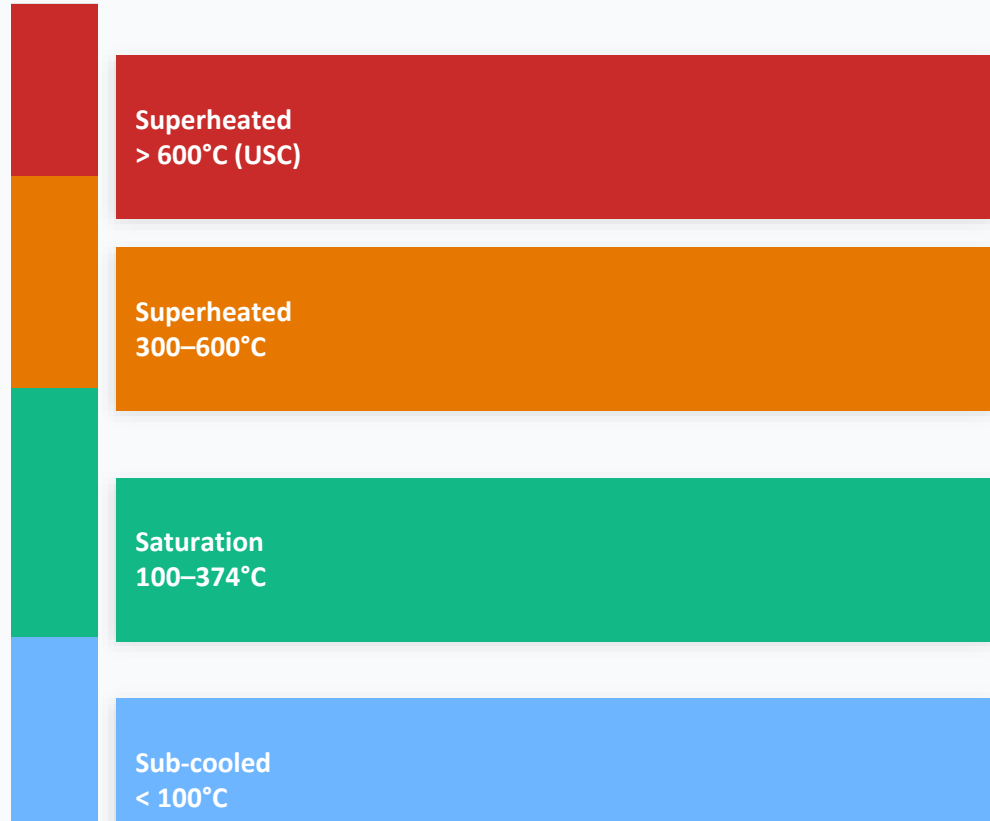 Superheated
> 600°C (USC)
Superheated
300–600°C
Saturation
100–374°C
Sub-cooled
< 100°C